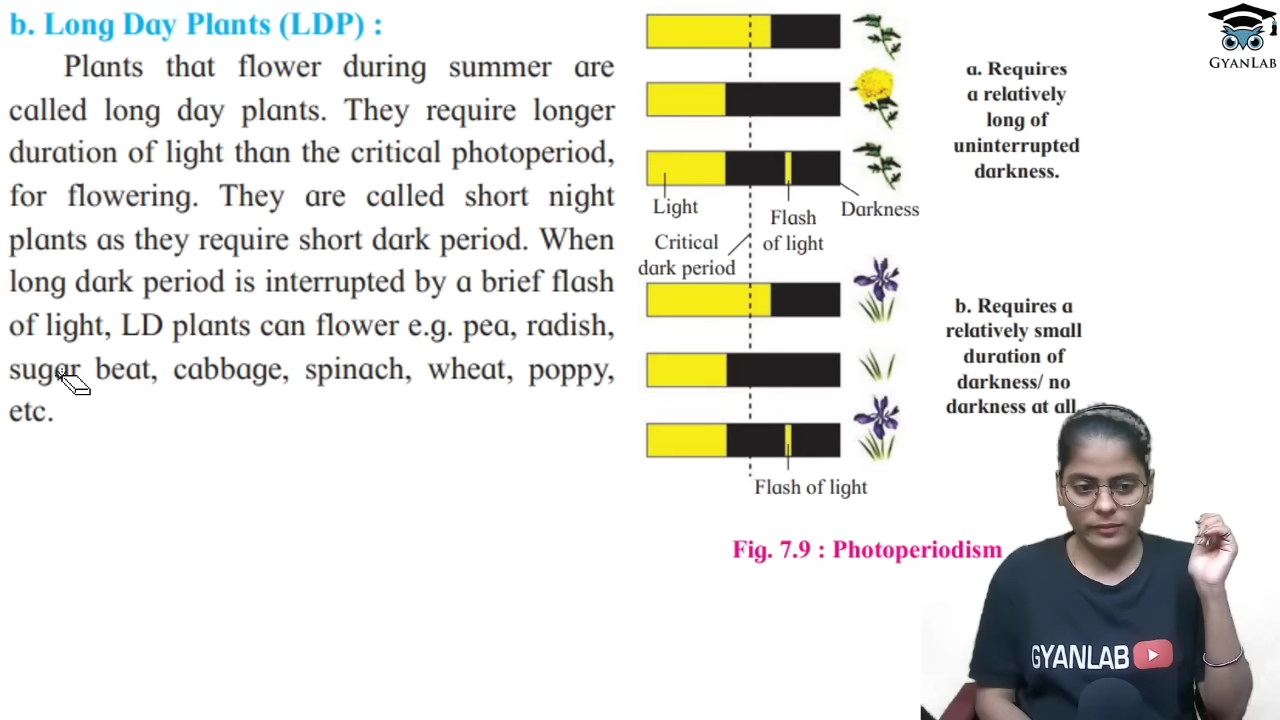 b. Long Day Plants (LDP) :
Plants that flower during summer are
called long day plants. They require longer
duration of light than the critical photoperiod,
for flowering. They are called short night
plants as they require short dark period. When
long dark period is interrupted by a brief flash
of light, LD plants can flower e.g. pea, radish,
sugar beat, cabbage, spinach, wheat, poppy,
etc.
a. Requires
a relatively
long of
uninterrupted
darkness.
Light
Flash
of light
Darkness
Critical
dark period
b. Requires a
relatively small
duration of
darkness/ no
darkness at all.
Flash of light
Fig. 7.9 : Photoperiodism
GYANLAB
GYANLAB